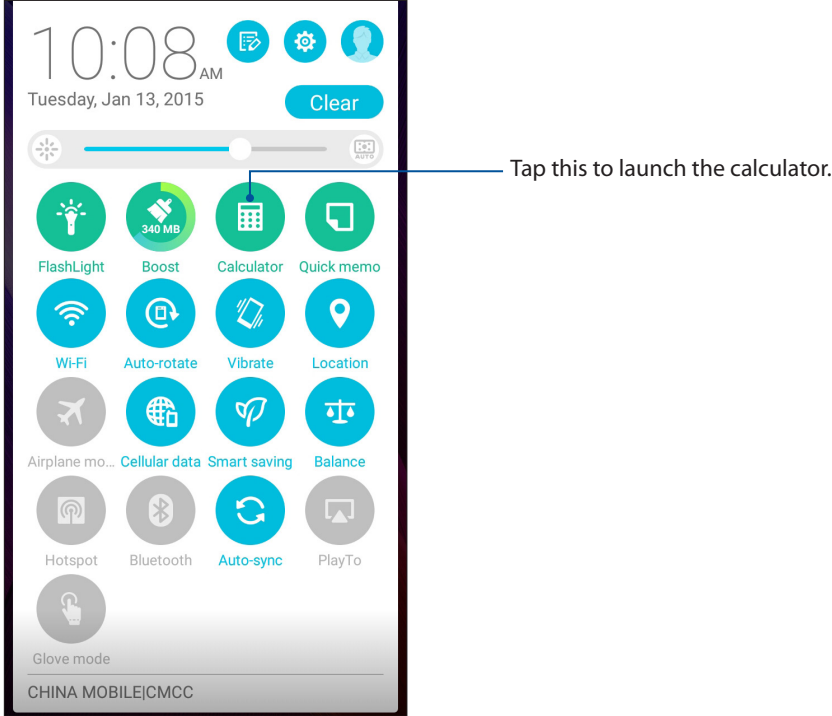 10:08 AM
Tuesday, Jan 13, 2015
Clear
AUTO
Tap this to launch the calculator.
340 MB
FlashLight Boost Calculator Quick memo
Wi-Fi Auto-rotate Vibrate Location
Airplane mo... Cellular data Smart saving Balance
Hotspot Bluetooth Auto-sync PlayTo
Glove mode
CHINA MOBILE|CMCC